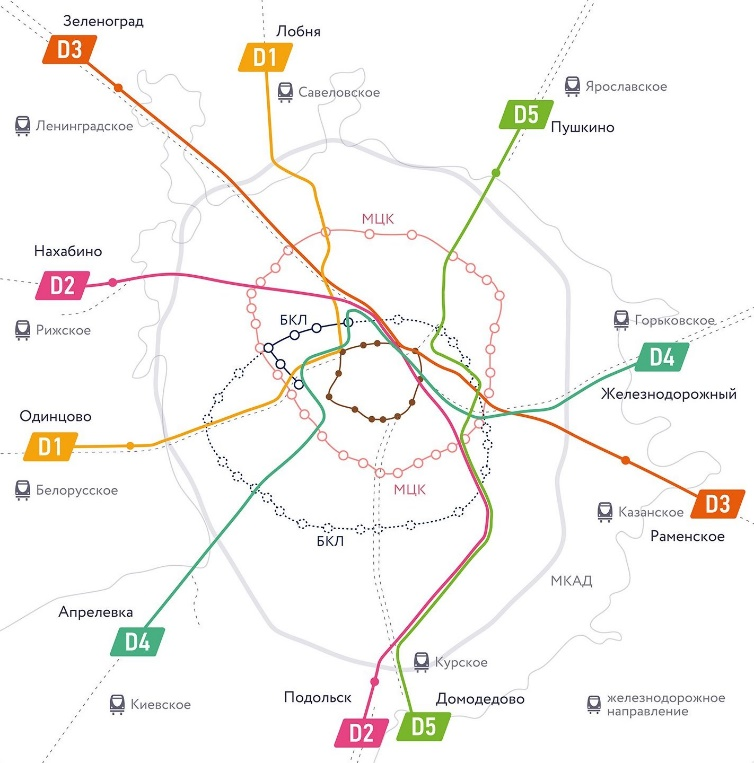 Зеленоград
D3
Лобня
D1
Савеловское
Ярославское
D5
Пушкино
Ленинградское
МЦК
Нахабино
D2
Рижское
БКЛ
Горьковское
D4
Железнодорожный
Одинцово
D1
Белорусское
МЦК
Казанское
D3
Раменское
БКЛ
МКАД
Апрелевка
D4
Киевское
Курское
Подольск
D2
Домодедово
D5
железнодорожное
направление